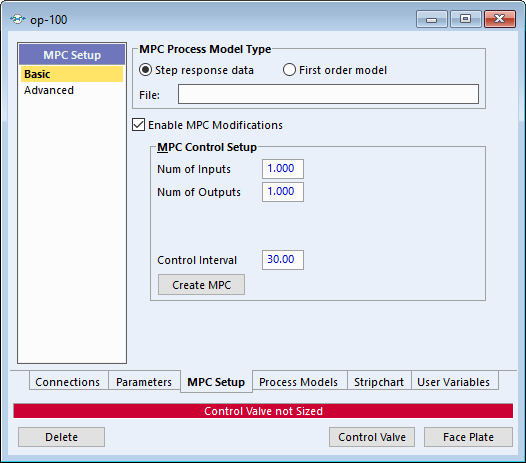 op-100
MPC Setup
Basic
Advanced
MPC Process Model Type
Step response data
First order model
File:
Enable MPC Modifications
MPC Control Setup
Num of Inputs 1.000
Num of Outputs 1.000
Control Interval 30.00
Create MPC
Connections Parameters MPC Setup Process Models Stripchart User Variables
Control Valve not Sized
Delete Control Valve Face Plate